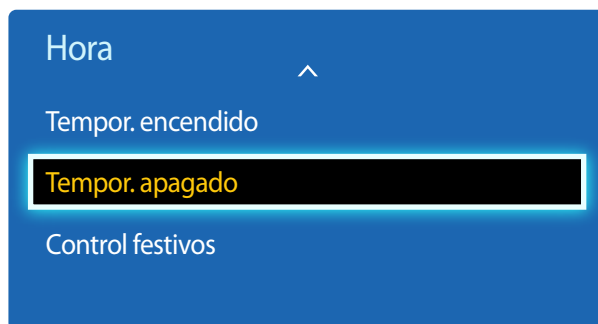 Hora
Tempor. encendido
Tempor. apagado
Control festivos